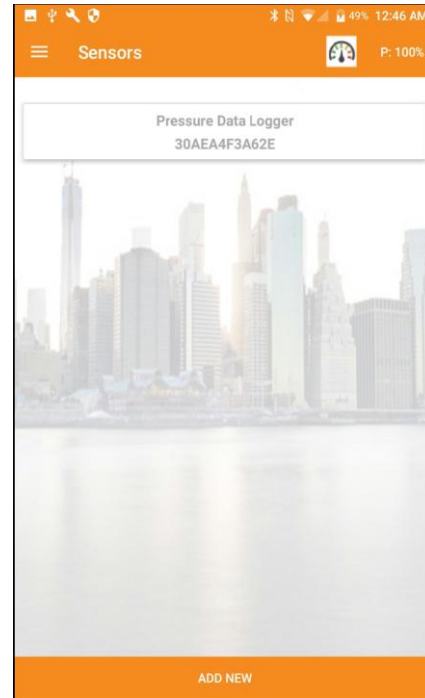 49% 12:46 AM
Sensors P: 100%
Pressure Data Logger
30AEA4F3A62E
ADD NEW